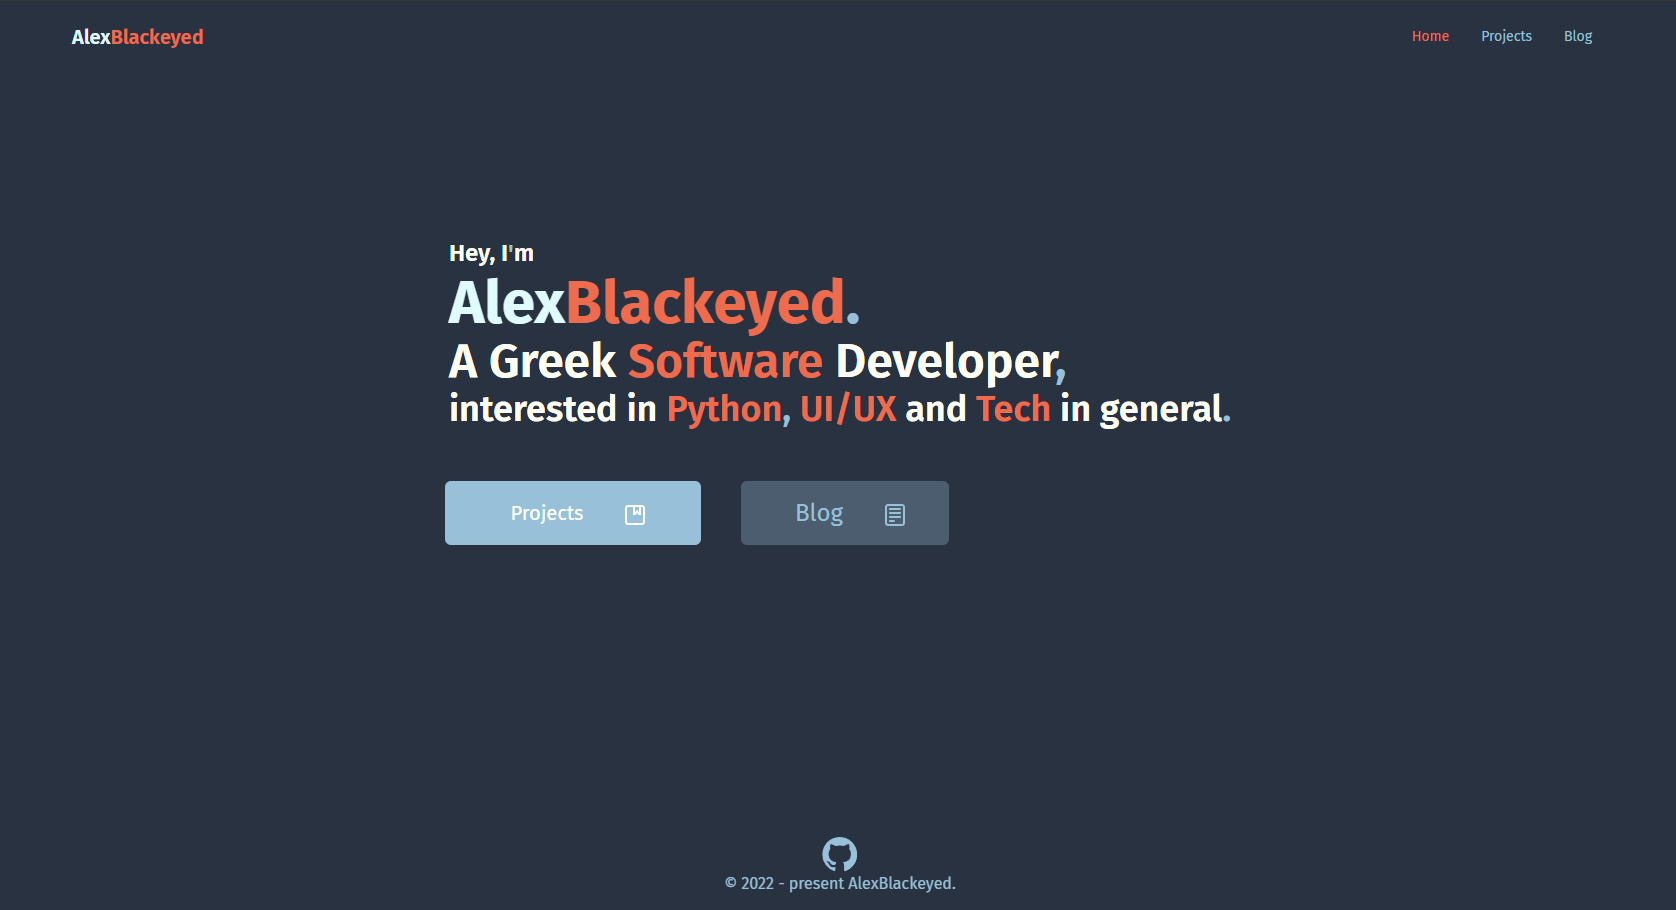 AlexBlackeyed
Home Projects Blog
Hey, I'm
AlexBlackeyed.
A Greek Software Developer,
interested in Python, UI/UX and Tech in general.
Projects
Blog
© 2022 - present AlexBlackeyed.